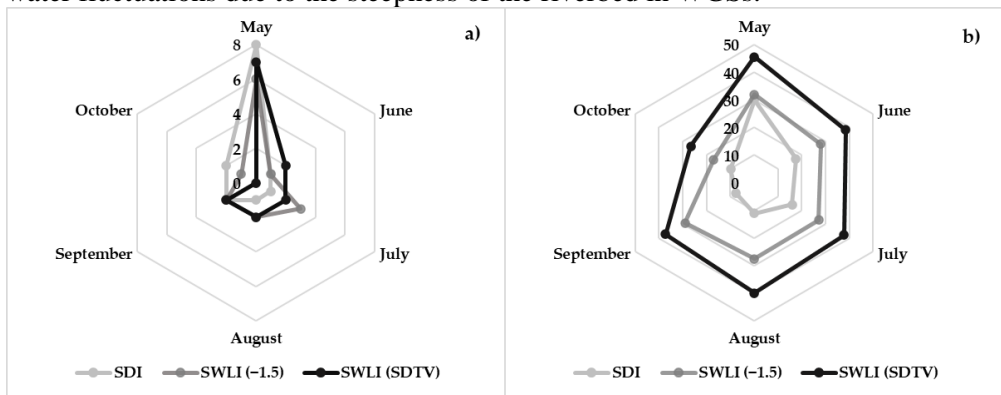 water fluctuations due to the steepness of the riverbed in WGSs.
May
a)
8
6
4
2
0
October
June
September
July
August
SDI
SWLI (−1.5)
SWLI (SDTV)
May
b)
50
40
30
20
10
0
October
June
September
July
August
SDI
SWLI (−1.5)
SWLI (SDTV)